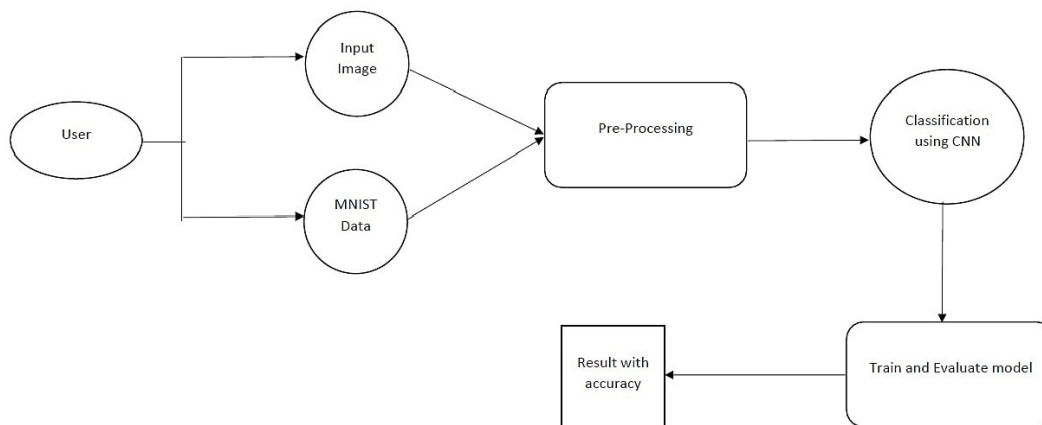 Input
Image
User
Pre-Processing
Classification
using CNN
MNIST
Data
Result with
accuracy
Train and Evaluate model